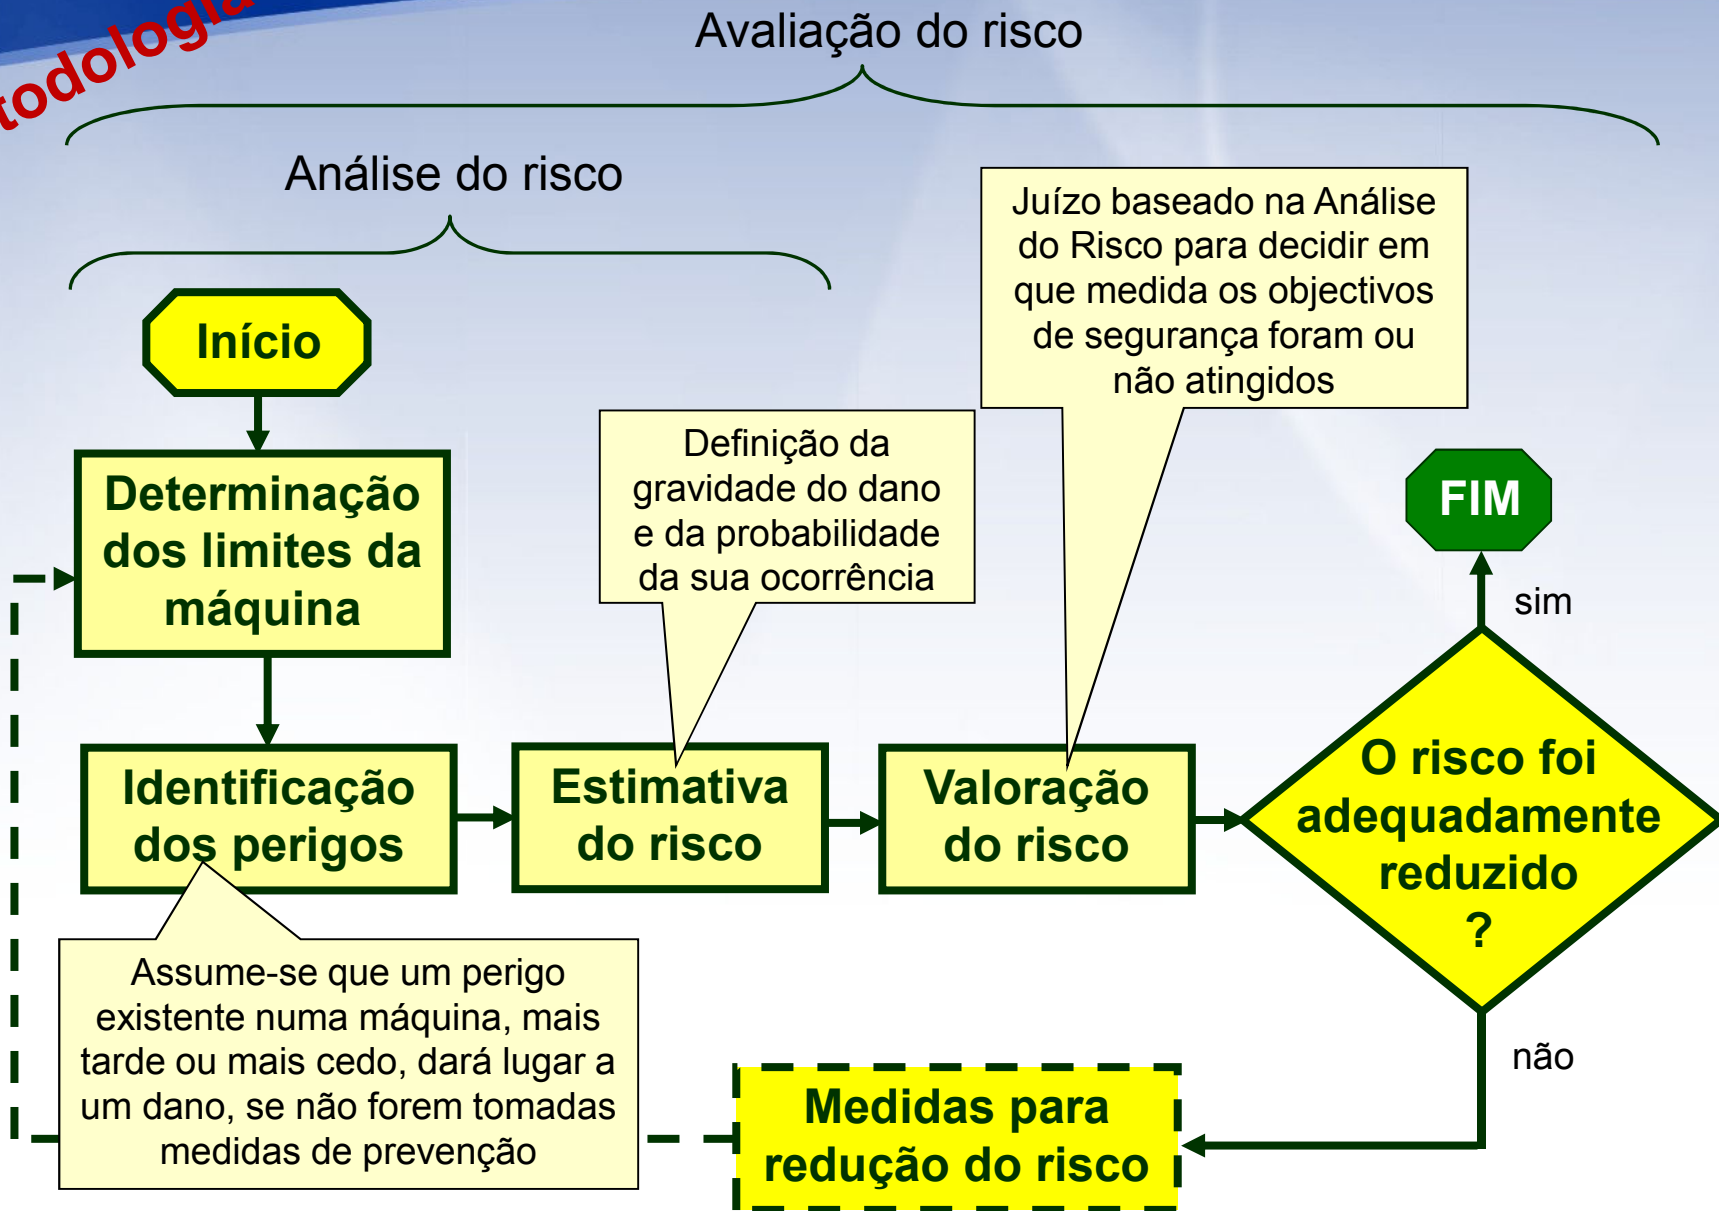 todologia
Avaliação do risco
Análise do risco
Juízo baseado na Análise
do Risco para decidir em
que medida os objectivos
de segurança foram ou
não atingidos
Início
Definição da
gravidade do dano
e da probabilidade
da sua ocorrência
Determinação
dos limites da
máquina
FIM
sim
Identificação
dos perigos
Estimativa
do risco
Valoração
do risco
O risco foi
adequadamente
reduzido
?
Assume-se que um perigo
existente numa máquina, mais
tarde ou mais cedo, dará lugar a
um dano, se não forem tomadas
medidas de prevenção
não
Medidas para
redução do risco